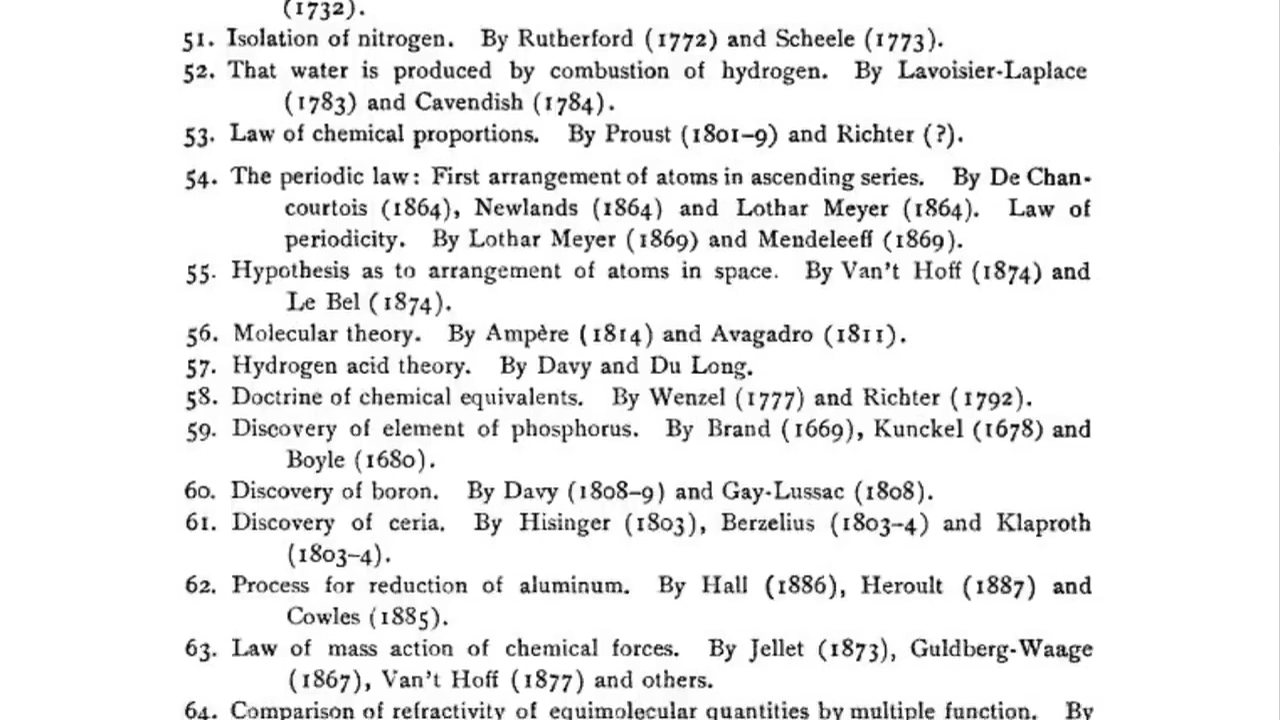 (1732).
51. Isolation of nitrogen. By Rutherford (1772) and Scheele (1773).
52. That water is produced by combustion of hydrogen. By Lavoisier-Laplace
(1783) and Cavendish (1784).
53. Law of chemical proportions. By Proust (1801–9) and Richter (?).
54. The periodic law: First arrangement of atoms in ascending series. By De Chan-
courtois (1864), Newlands (1864) and Lothar Meyer (1864). Law of
periodicity. By Lothar Meyer (1869) and Mendeleeff (1869).
55. Hypothesis as to arrangement of atoms in space. By Van't Hoff (1874) and
Le Bel (1874).
56. Molecular theory. By Ampère (1814) and Avagadro (1811).
57. Hydrogen acid theory. By Davy and Du Long.
58. Doctrine of chemical equivalents. By Wenzel (1777) and Richter (1792).
59. Discovery of element of phosphorus. By Brand (1669), Kunckel (1678) and
Boyle (1680).
60. Discovery of boron. By Davy (1808–9) and Gay-Lussac (1808).
61. Discovery of ceria. By Hisinger (1803), Berzelius (1803–4) and Klaproth
(1803–4).
62. Process for reduction of aluminum. By Hall (1886), Heroult (1887) and
Cowles (1885).
63. Law of mass action of chemical forces. By Jellet (1873), Guldberg-Waage
(1867), Van't Hoff (1877) and others.
64. Comparison of refractivity of equimolecular quantities by multiple function. By